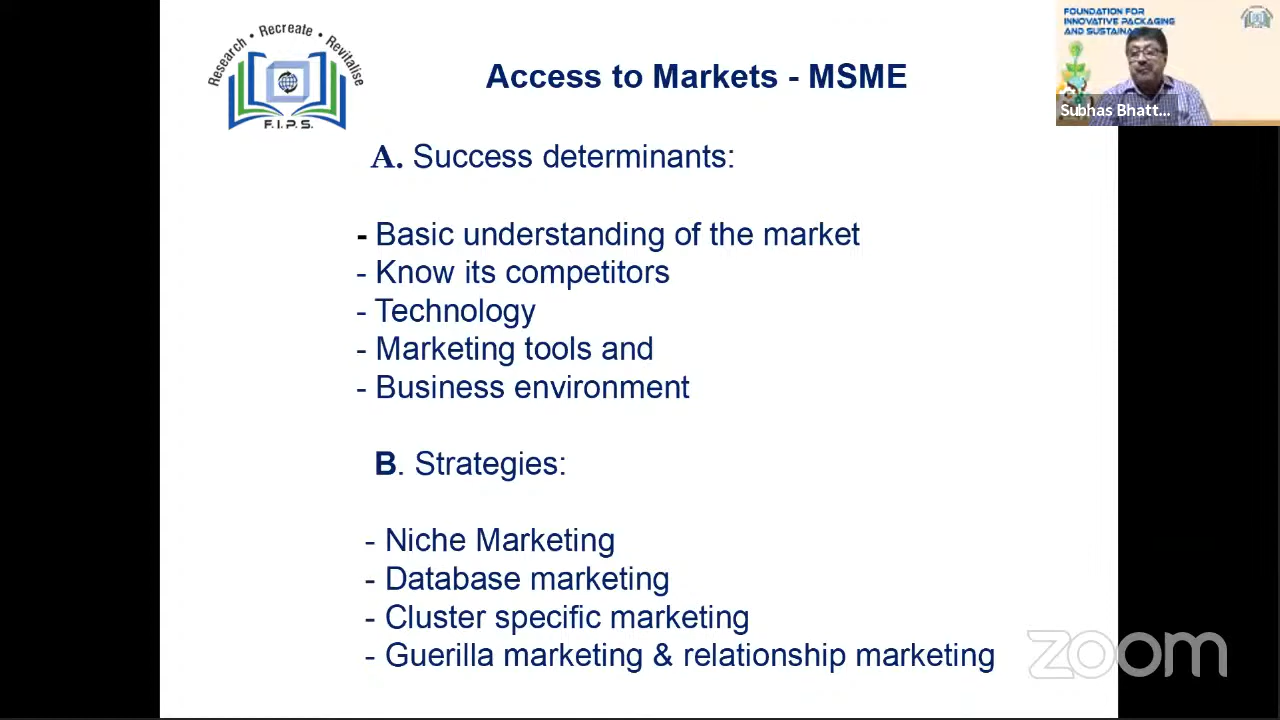 Research • Recreate • Revitalise
F.I.P.S.
Access to Markets - MSME
FOUNDATION FOR
INNOVATIVE PACKAGING
AND
Subhas Bhatt...
A. Success determinants:
- Basic understanding of the market
- Know its competitors
- Technology
- Marketing tools and
- Business environment
B. Strategies:
- Niche Marketing
- Database marketing
- Cluster specific marketing
- Guerilla marketing & relationship marketing
zoom